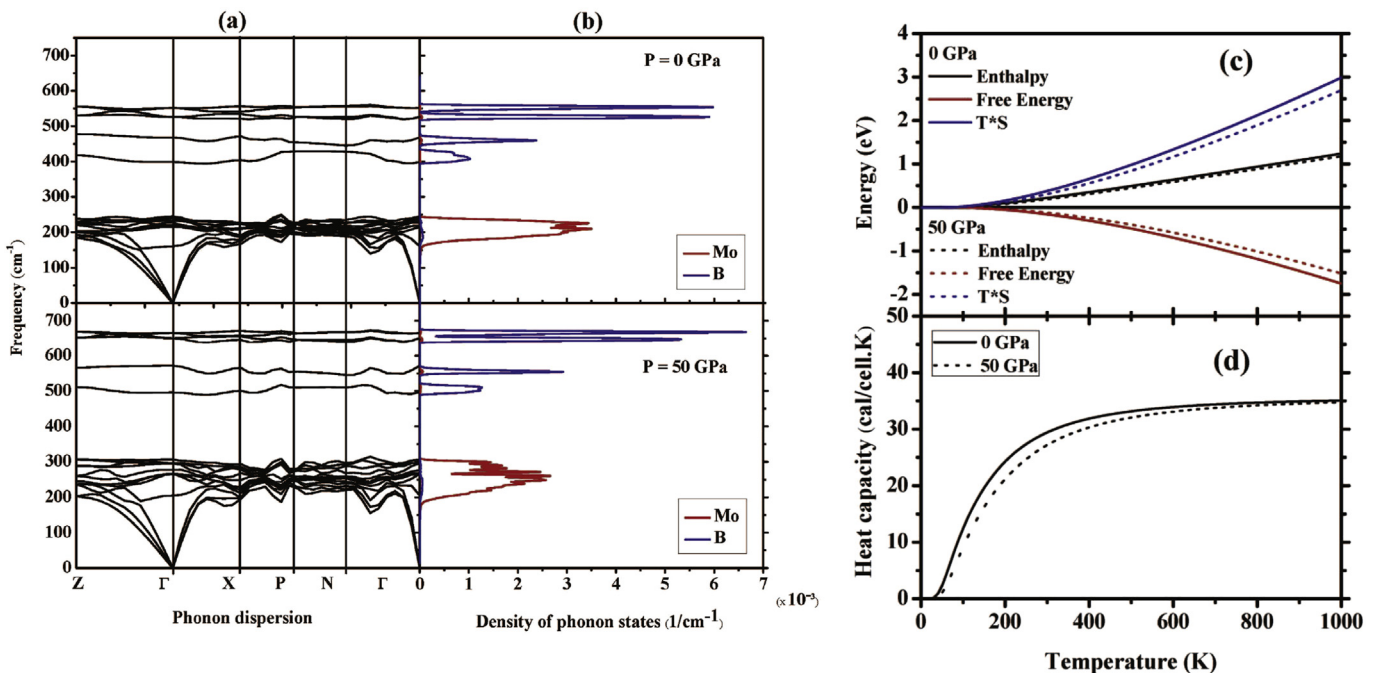 (a)
(b)
P = 0 GPa
750
700
600
500
400
300
200
100
0
Mo
B
P = 50 GPa
700
600
500
400
300
200
100
0
Mo
B
Frequency (cm⁻¹)
Z Γ X P N Γ 0 1 2 3 4 5 6 7
(x 10⁻³)
Phonon dispersion
Density of phonon states (1/cm⁻¹)
(c)
4
3
2
1
0
-1
-2
Energy (eV)
0 GPa
Enthalpy
Free Energy
T*S
50 GPa
Enthalpy
Free Energy
T*S
(d)
50
40
30
20
10
0
Heat capacity (cal/cell.K)
0 GPa
50 GPa
0 200 400 600 800 1000
Temperature (K)